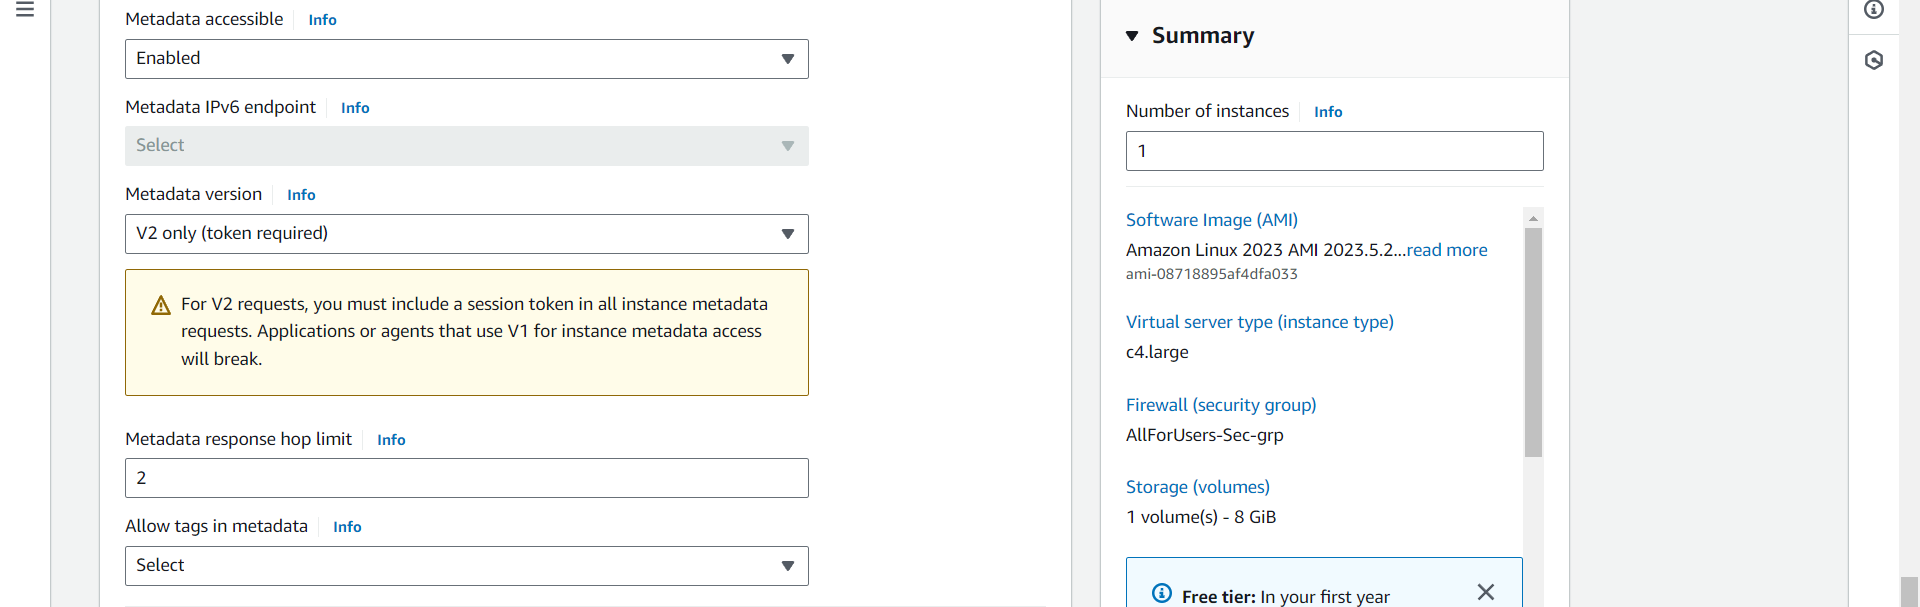 Metadata accessible Info
Enabled
Metadata IPv6 endpoint Info
Select
Metadata version Info
V2 only (token required)
For V2 requests, you must include a session token in all instance metadata
requests. Applications or agents that use V1 for instance metadata access
will break.
Metadata response hop limit Info
2
Allow tags in metadata Info
Select
Summary
Number of instances Info
1
Software Image (AMI)
Amazon Linux 2023 AMI 2023.5.2...read more
ami-08718895af4dfa033
Virtual server type (instance type)
c4.large
Firewall (security group)
AllForUsers-Sec-grp
Storage (volumes)
1 volume(s) - 8 GiB
Free tier: In your first year